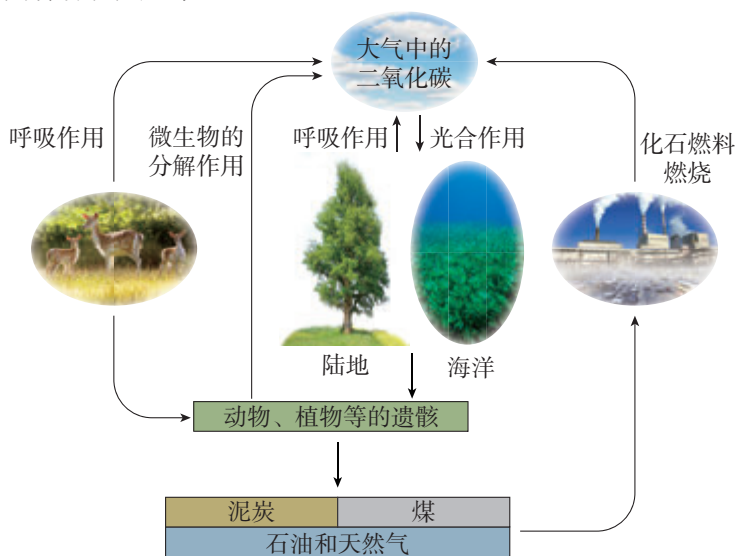 大气中的
二氧化碳
呼吸作用
微生物的
分解作用
呼吸作用
光合作用
化石燃料
燃烧
陆地
海洋
动物、植物等的遗骸
泥炭
煤
石油和天然气